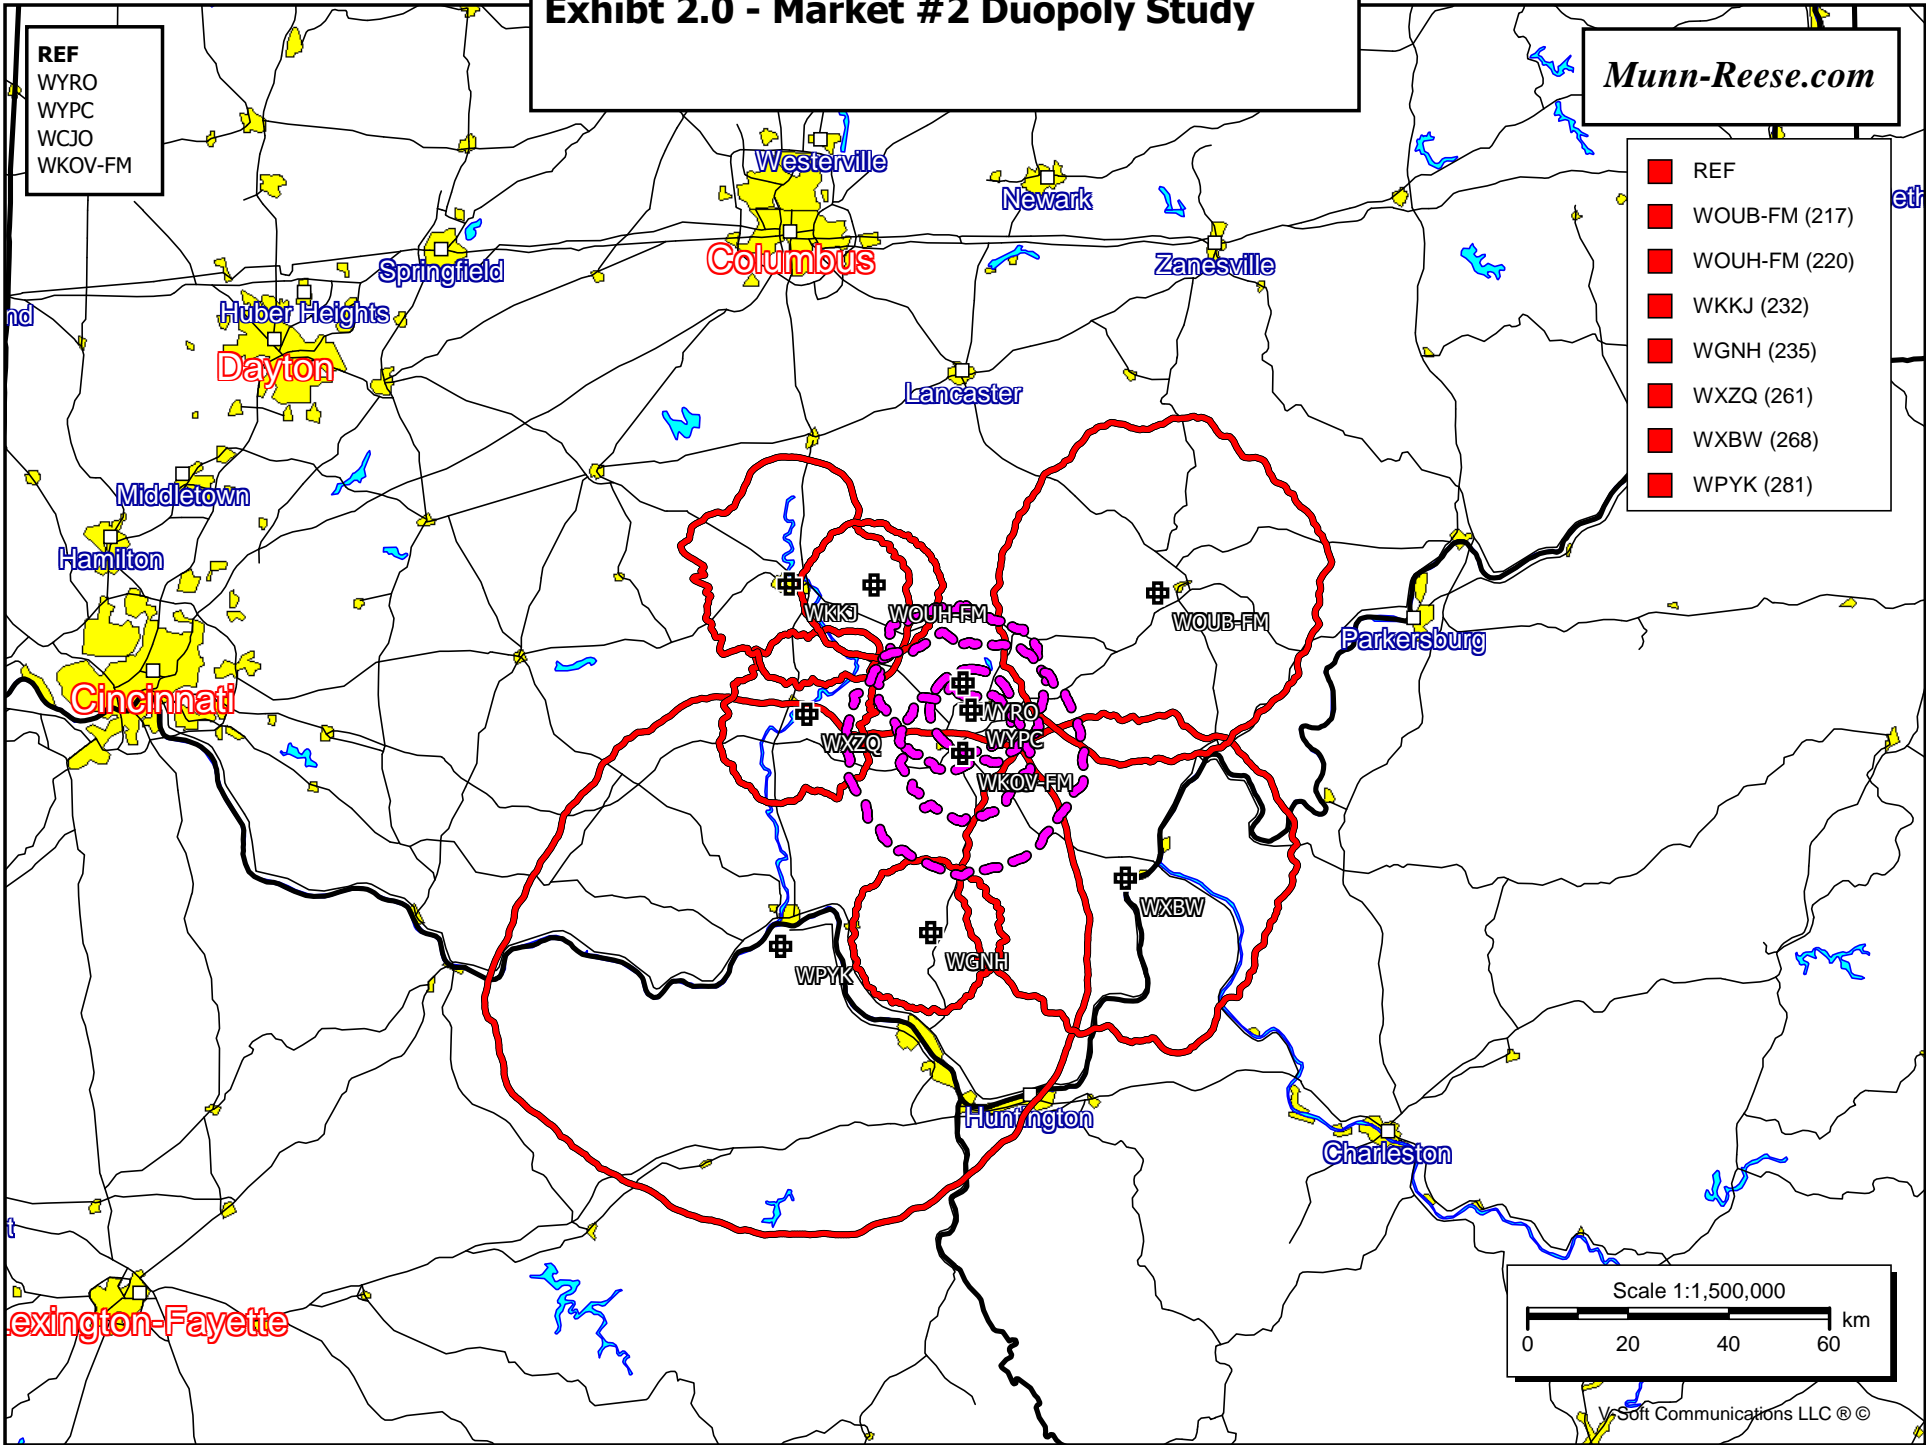 Exhibt 2.0 - Market #2 Duopoly Study
REF
WYRO
WYPC
WCJO
WKOV-FM
Munn-Reese.com
REF
WOUB-FM (217)
WOUH-FM (220)
WKKJ (232)
WGNH (235)
WXZQ (261)
WXBW (268)
WPYK (281)
Westerville
Newark
eth
Columbus
Springfield
Zanesville
nd
Huber Heights
Dayton
Lancaster
Middletown
Hamilton
WKKJ
WOUH-FM
WOUB-FM
Parkersburg
Cincinnati
WYRO
WXZQ
WYPC
WKOV-FM
WXBW
WPYK
WGNH
Huntington
Charleston
t
exington-Fayette
Scale 1:1,500,000
km
0 20 40 60
V-Soft Communications LLC ® ©